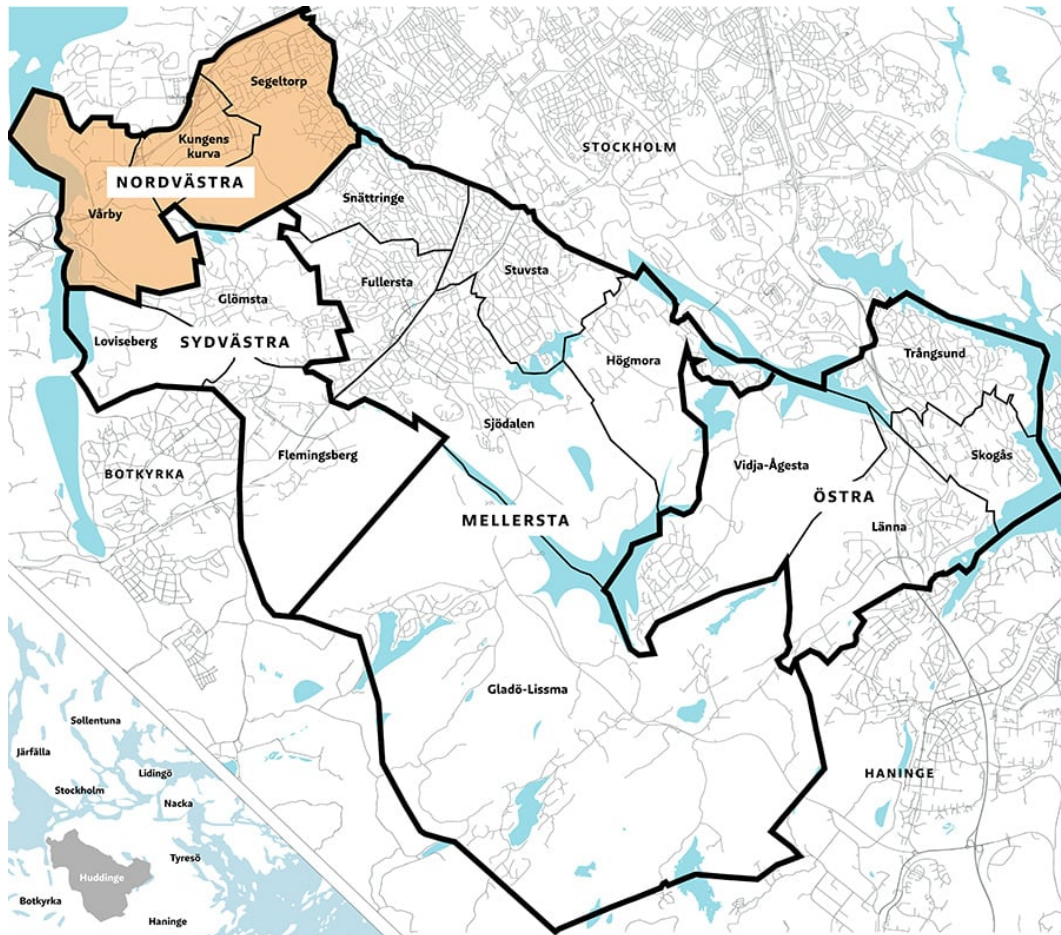 Segeltorp
Kungens
kurva
NORDVÄSTRA
Vårby
STOCKHOLM
Snättringe
Stuvsta
Fullersta
Glömsta
Loviseberg
SYDVÄSTRA
Högmora
Trångsund
Sjödalen
Skogås
Flemingsberg
BOTKYRKA
Vidja-Ågesta
ÖSTRA
MELLERSTA
Länna
Gladö-Lissma
HANINGE
Sollentuna
Järfälla
Lidingö
Stockholm
Nacka
Tyresö
Huddinge
Botkyrka
Haninge